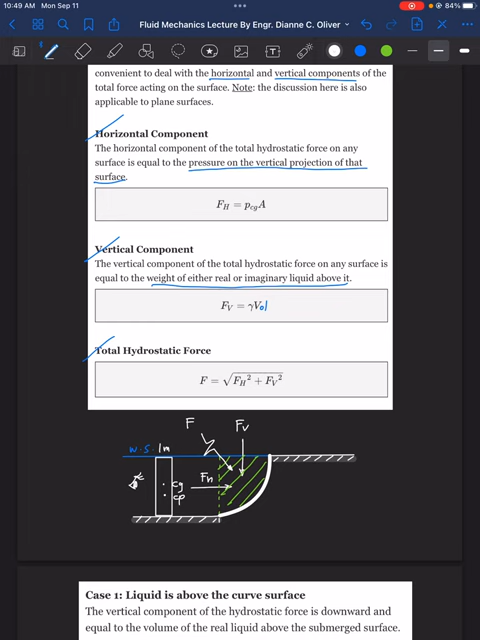 10:49 AM Mon Sep 11
84%
Fluid Mechanics Lecture By Engr. Dianne C. Oliver
convenient to deal with the horizontal and vertical components of the
total force acting on the surface. Note: the discussion here is also
applicable to plane surfaces.
Horizontal Component
The horizontal component of the total hydrostatic force on any
surface is equal to the pressure on the vertical projection of that
surface.
F_H = p_{cg}A
Vertical Component
The vertical component of the total hydrostatic force on any surface is
equal to the weight of either real or imaginary liquid above it.
F_V = γVol
Total Hydrostatic Force
F = √(F_H² + F_V²)
F
Fv
w.s. 1m
Fh
cg
cp
Case 1: Liquid is above the curve surface
The vertical component of the hydrostatic force is downward and
equal to the volume of the real liquid above the submerged surface.